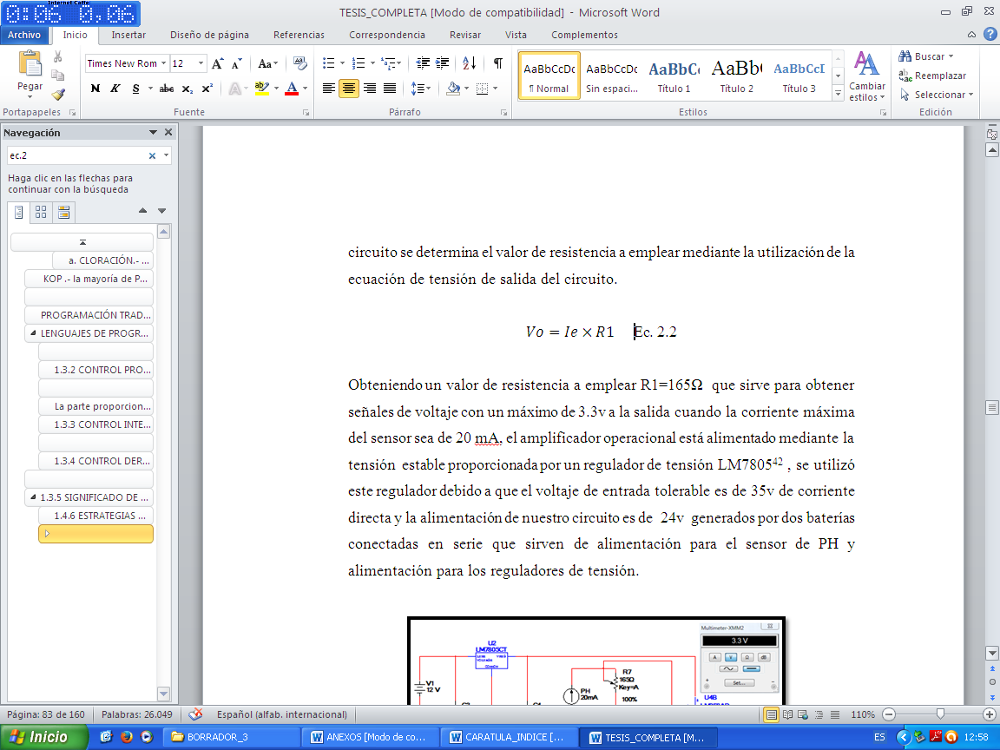 Internet Caffe
0:06 0,06
TESIS_COMPLETA [Modo de compatibilidad] - Microsoft Word
Archivo Inicio Insertar Diseño de página Referencias Correspondencia Revisar Vista Complementos
Pegar
Portapapeles
Times New Rom 12
Aa
N K S abc x₂ x²
Fuente
Párrafo
AaBbCcDc AaBbCcDc AaBbCc AaBb( AaBbCcI
¶ Normal Sin espaci... Título 1 Título 2 Título 3
Estilos
Cambiar
estilos
Buscar
Reemplazar
Seleccionar
Edición
Navegación
ec.2
Haga clic en las flechas para
continuar con la búsqueda
a. CLORACIÓN.- ...
KOP .- la mayoría de P...
PROGRAMACIÓN TRAD...
LENGUAJES DE PROGR...
1.3.2 CONTROL PRO...
La parte proporcion...
1.3.3 CONTROL INTE...
1.3.4 CONTROL DER...
1.3.5 SIGNIFICADO DE ...
1.4.6 ESTRATEGIAS ...
circuito se determina el valor de resistencia a emplear mediante la utilización de la
ecuación de tensión de salida del circuito.
Vo = Ie × R1 Ec. 2.2
Obteniendo un valor de resistencia a emplear R1=165Ω que sirve para obtener
señales de voltaje con un máximo de 3.3v a la salida cuando la corriente máxima
del sensor sea de 20 mA, el amplificador operacional está alimentado mediante la
tensión estable proporcionada por un regulador de tensión LM7805⁴² , se utilizó
este regulador debido a que el voltaje de entrada tolerable es de 35v de corriente
directa y la alimentación de nuestro circuito es de 24v generados por dos baterías
conectadas en serie que sirven de alimentación para el sensor de PH y
alimentación para los reguladores de tensión.
Multimeter-XMM2
3.3 V
A V Ω dB
Set...
U2
LM7805CT
V1
12 V
PH
20mA
R7
165Ω
Key=A
100%
U4B
Página: 83 de 160 Palabras: 26.049 Español (alfab. internacional) 110%
Inicio BORRADOR_3 ANEXOS [Modo de co... CARATULA_INDICE [... TESIS_COMPLETA [M... ES 12:58